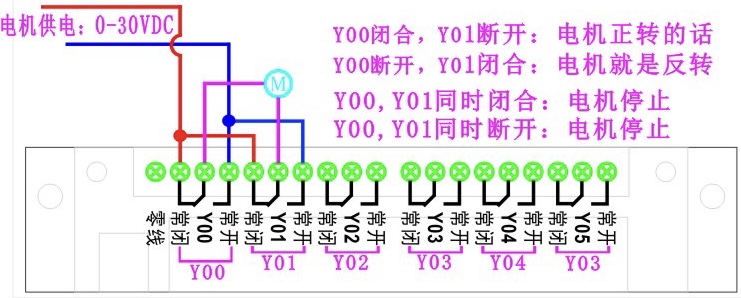 电机供电：0-30VDC
Y00闭合，Y01断开：电机正转的话
Y00断开，Y01闭合：电机就是反转
Y00,Y01同时闭合：电机停止
Y00,Y01同时断开：电机停止
M
零线 常闭 Y00 常开 常闭 Y01 常开 常闭 Y02 常开 常闭 Y03 常开 常闭 Y04 常开 常闭 Y05 常开
Y00 Y01 Y02 Y03 Y04 Y03